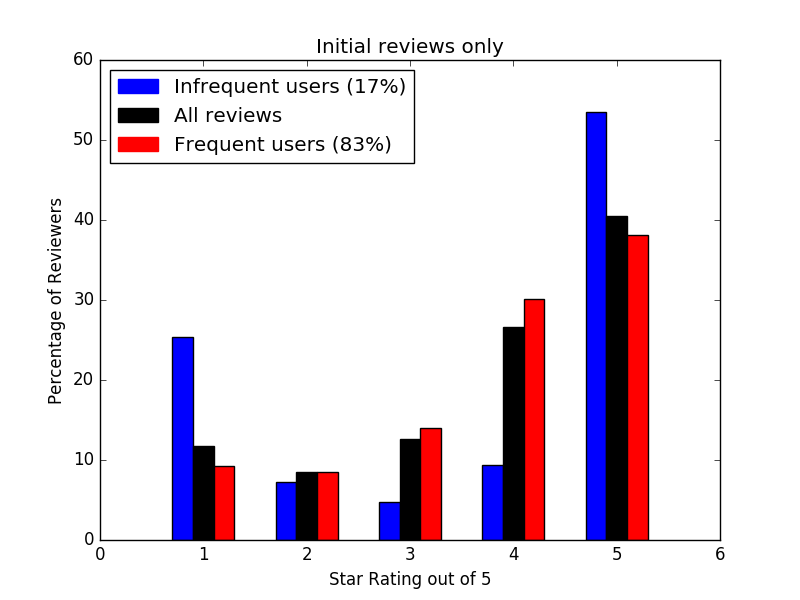 Initial reviews only
Infrequent users (17%)
All reviews
Frequent users (83%)
Percentage of Reviewers
60
50
40
30
20
10
0
0 1 2 3 4 5 6
Star Rating out of 5